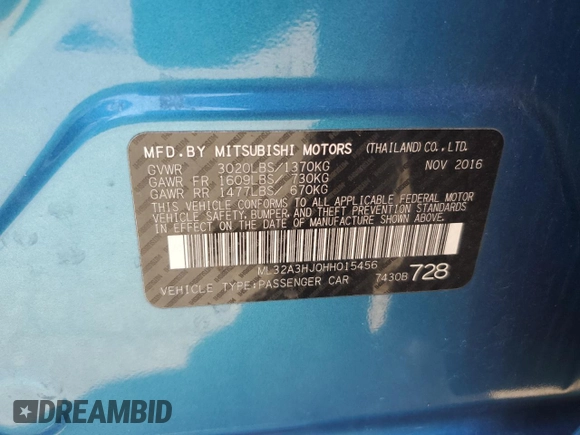 MFD.BY MITSUBISHI MOTORS (THAILAND) CO.,LTD.
GVWR 3020LBS/1370KG NOV 2016
GAWR FR 1609LBS/ 730KG
GAWR RR 1477LBS/ 670KG
THIS VEHICLE CONFORMS TO ALL APPLICABLE FEDERAL MOTOR
VEHICLE SAFETY, BUMPER, AND THEFT PREVENTION STANDARDS
IN EFFECT ON THE DATE OF MANUFACTURE SHOWN ABOVE.
ML32A3HJ0HH015456
VEHICLE TYPE:PASSENGER CAR 7430B 728
DREAMBID